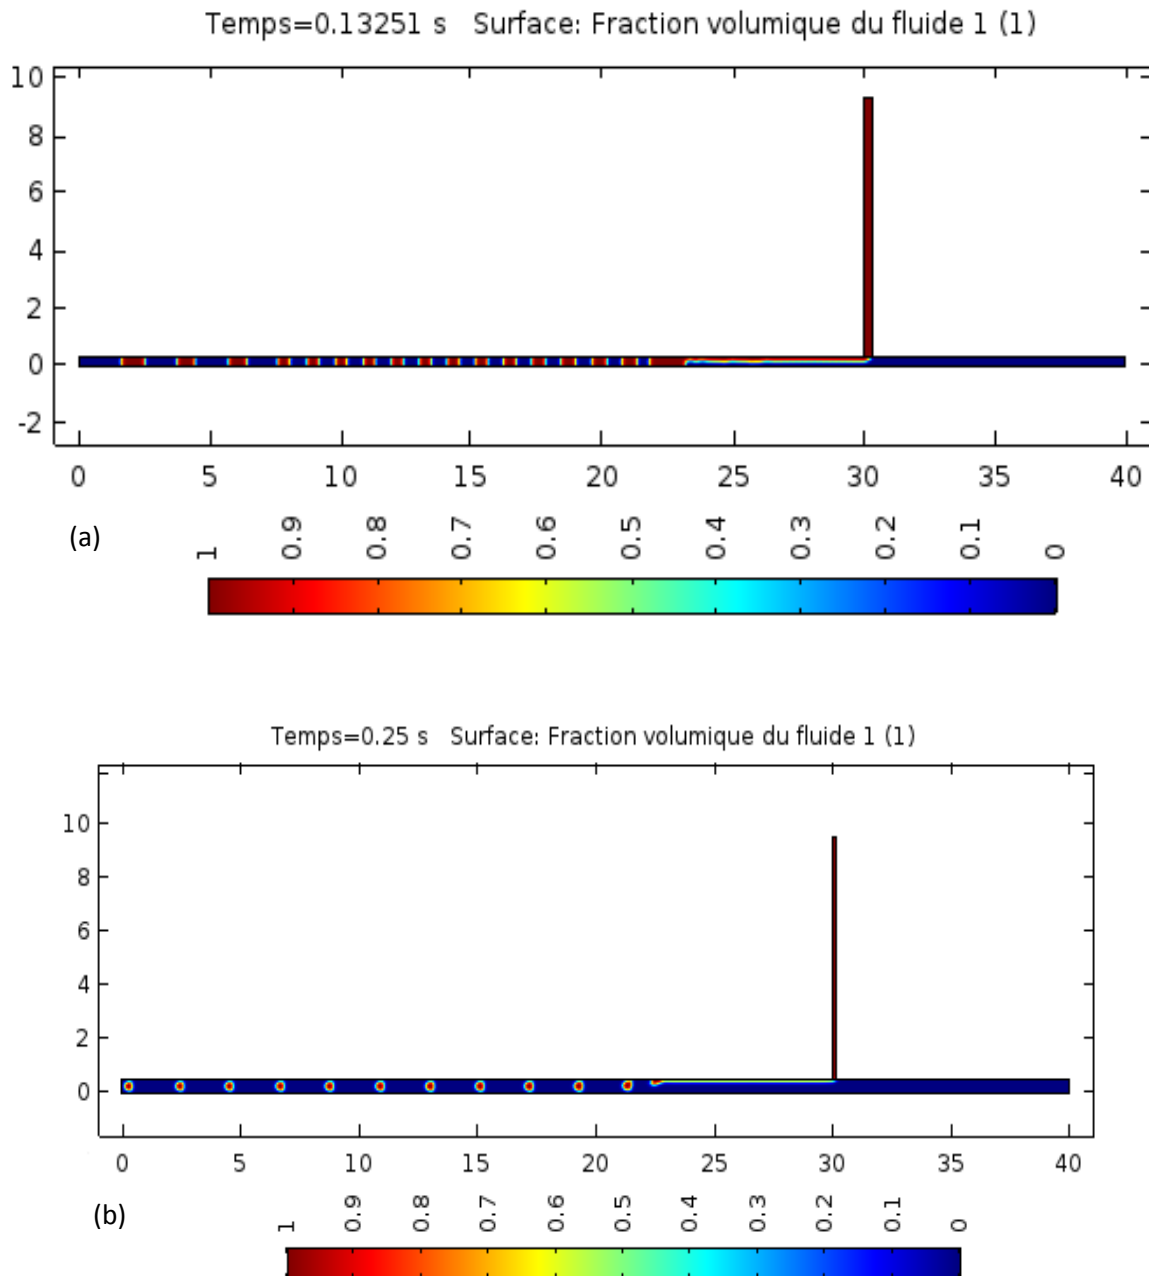 Temps=0.13251 s   Surface: Fraction volumique du fluide 1 (1)
10
8
6
4
2
0
-2
0 5 10 15 20 25 30 35 40
(a)
1 0.9 0.8 0.7 0.6 0.5 0.4 0.3 0.2 0.1 0
Temps=0.25 s   Surface: Fraction volumique du fluide 1 (1)
10
8
6
4
2
0
0 5 10 15 20 25 30 35 40
(b)
1 0.9 0.8 0.7 0.6 0.5 0.4 0.3 0.2 0.1 0